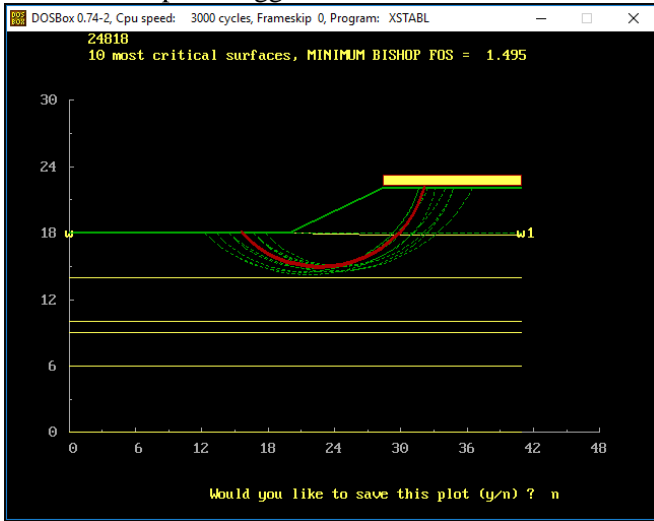 DOSBox 0.74-2, Cpu speed: 3000 cycles, Frameskip 0, Program: XSTABL
24818
10 most critical surfaces, MINIMUM BISHOP FOS = 1.495
30
24
18
w
w1
12
6
0
0 6 12 18 24 30 36 42 48
Would you like to save this plot (y/n) ? n